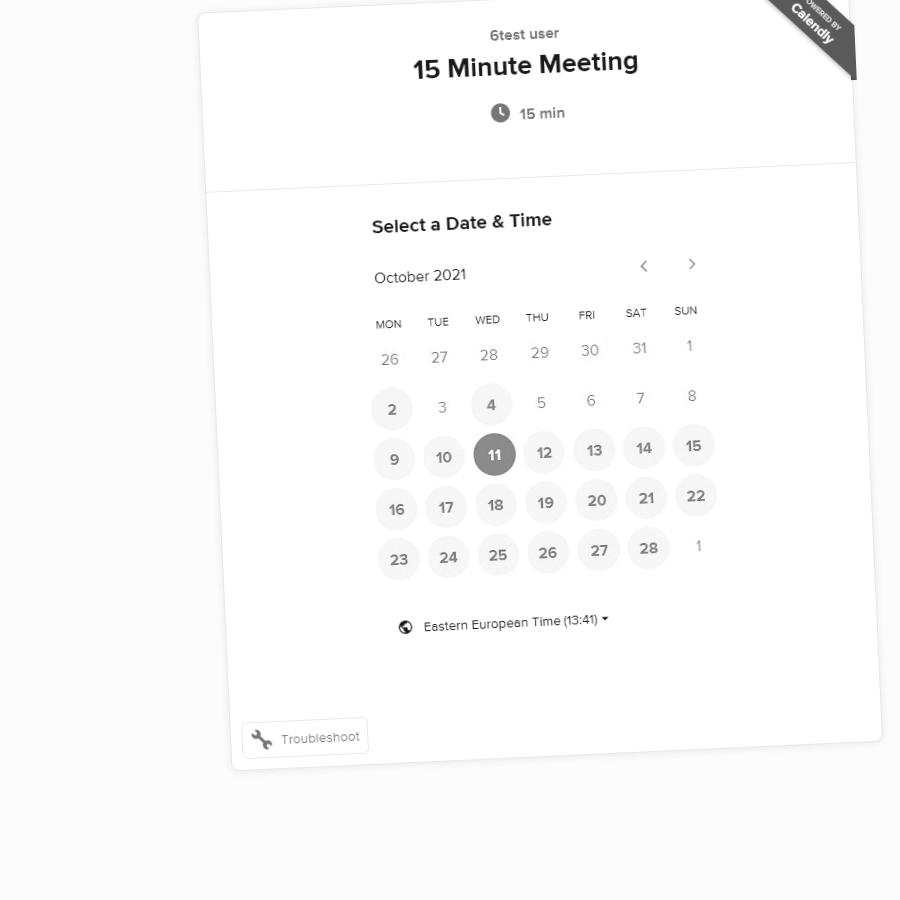 POWERED BY
Calendly
6test user
15 Minute Meeting
15 min
Select a Date & Time
October 2021
MON TUE WED THU FRI SAT SUN
26 27 28 29 30 31 1
2 3 4 5 6 7 8
9 10 11 12 13 14 15
16 17 18 19 20 21 22
23 24 25 26 27 28 1
Eastern European Time (13:41)
Troubleshoot